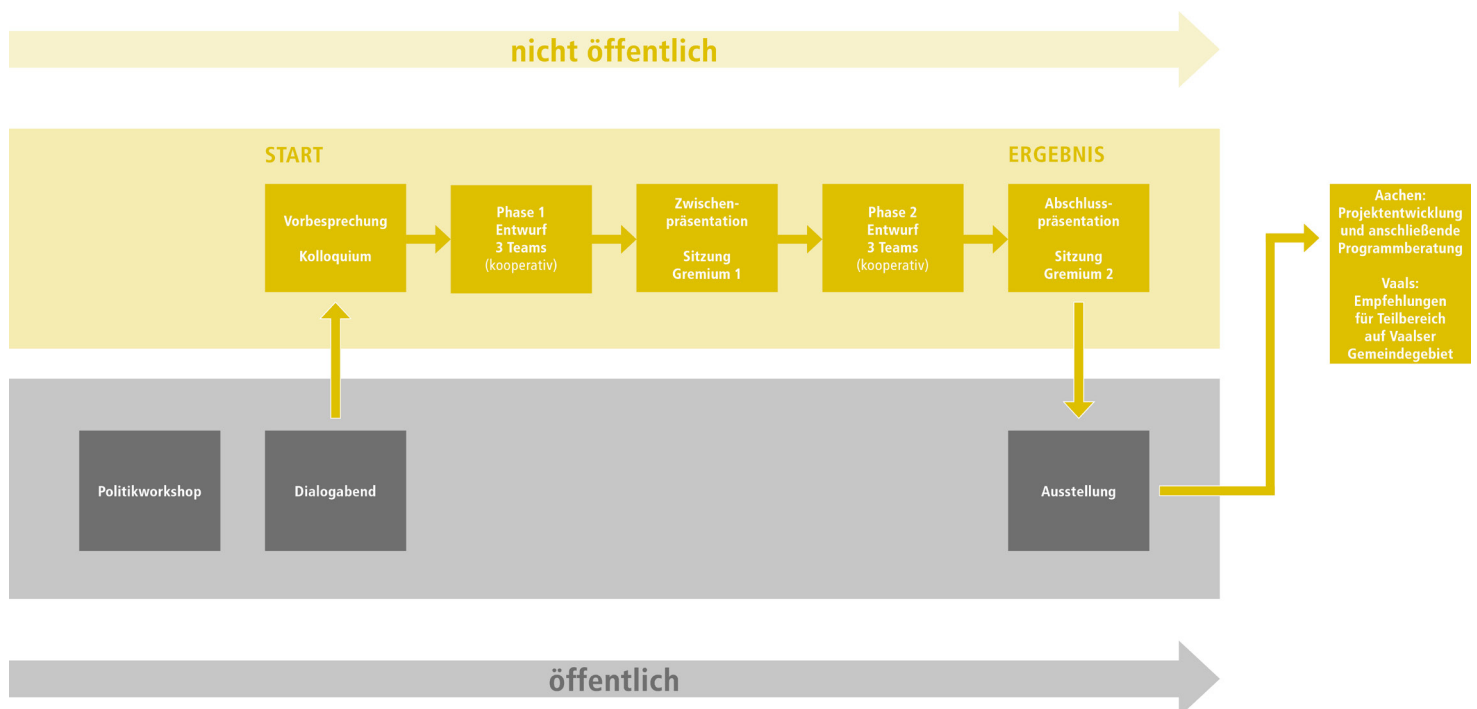 nicht öffentlich
START
Vorbesprechung
Kolloquium
Phase 1
Entwurf
3 Teams
(kooperativ)
Zwischen-
präsentation
Sitzung
Gremium 1
Phase 2
Entwurf
3 Teams
(kooperativ)
ERGEBNIS
Abschluss-
präsentation
Sitzung
Gremium 2
Aachen:
Projektentwicklung
und anschließende
Programmberatung
Vaals:
Empfehlungen
für Teilbereich
auf Vaalser
Gemeindegebiet
Politikworkshop
Dialogabend
Ausstellung
öffentlich